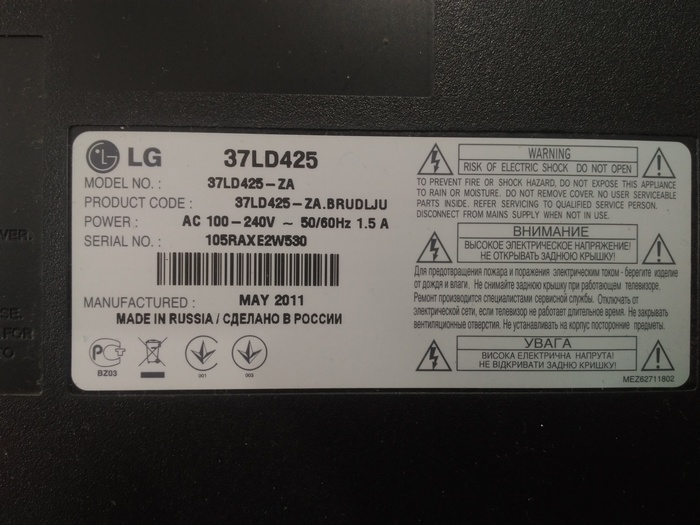 LG 37LD425
MODEL NO. : 37LD425-ZA
PRODUCT CODE : 37LD425-ZA.BRUDLJU
POWER : AC 100-240V ~ 50/60Hz 1.5 A
SERIAL NO. : 105RAXE2W530
MANUFACTURED : MAY 2011
MADE IN RUSSIA / СДЕЛАНО В РОССИИ
BZ03
001
003
WARNING
RISK OF ELECTRIC SHOCK DO NOT OPEN
TO PREVENT FIRE OR SHOCK HAZARD, DO NOT EXPOSE THIS APPLIANCE
TO RAIN OR MOISTURE. DO NOT REMOVE COVER. NO USER SERVICEABLE
PARTS INSIDE. REFER SERVICING TO QUALIFIED SERVICE PERSON.
DISCONNECT FROM MAINS SUPPLY WHEN NOT IN USE.
ВНИМАНИЕ
ВЫСОКОЕ ЭЛЕКТРИЧЕСКОЕ НАПРЯЖЕНИЕ!
НЕ ОТКРЫВАТЬ ЗАДНЮЮ КРЫШКУ!
Для предотвращения пожара и поражения электрическим током - берегите изделие
от дождя и влаги. Не снимайте заднюю крышку при работающем телевизоре.
Ремонт производится специалистами сервисной службы. Отключать от
электрической сети, если телевизор не работает длительное время. Не закрывать
вентиляционные отверстия. Не устанавливать на корпус посторонние предметы.
УВАГА
ВИСОКА ЕЛЕКТРИЧНА НАПРУГА!
НЕ ВІДКРИВАТИ ЗАДНЮ КРИШКУ!
MEZ62711802
VER.
SE.
FOR
TO